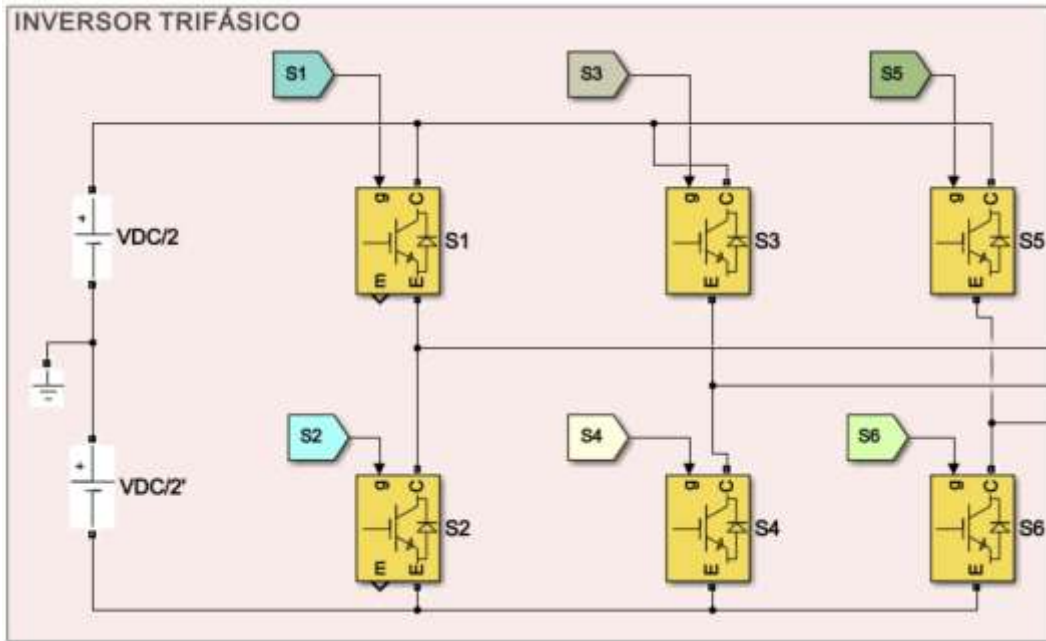 INVERSOR TRIFÁSICO
S1
S3
S5
g
C
g
C
g
C
+
VDC/2
S1
S3
S5
m
E
E
E
S2
S4
S6
g
C
g
C
g
C
+
VDC/2'
S2
S4
S6
m
E
E
E